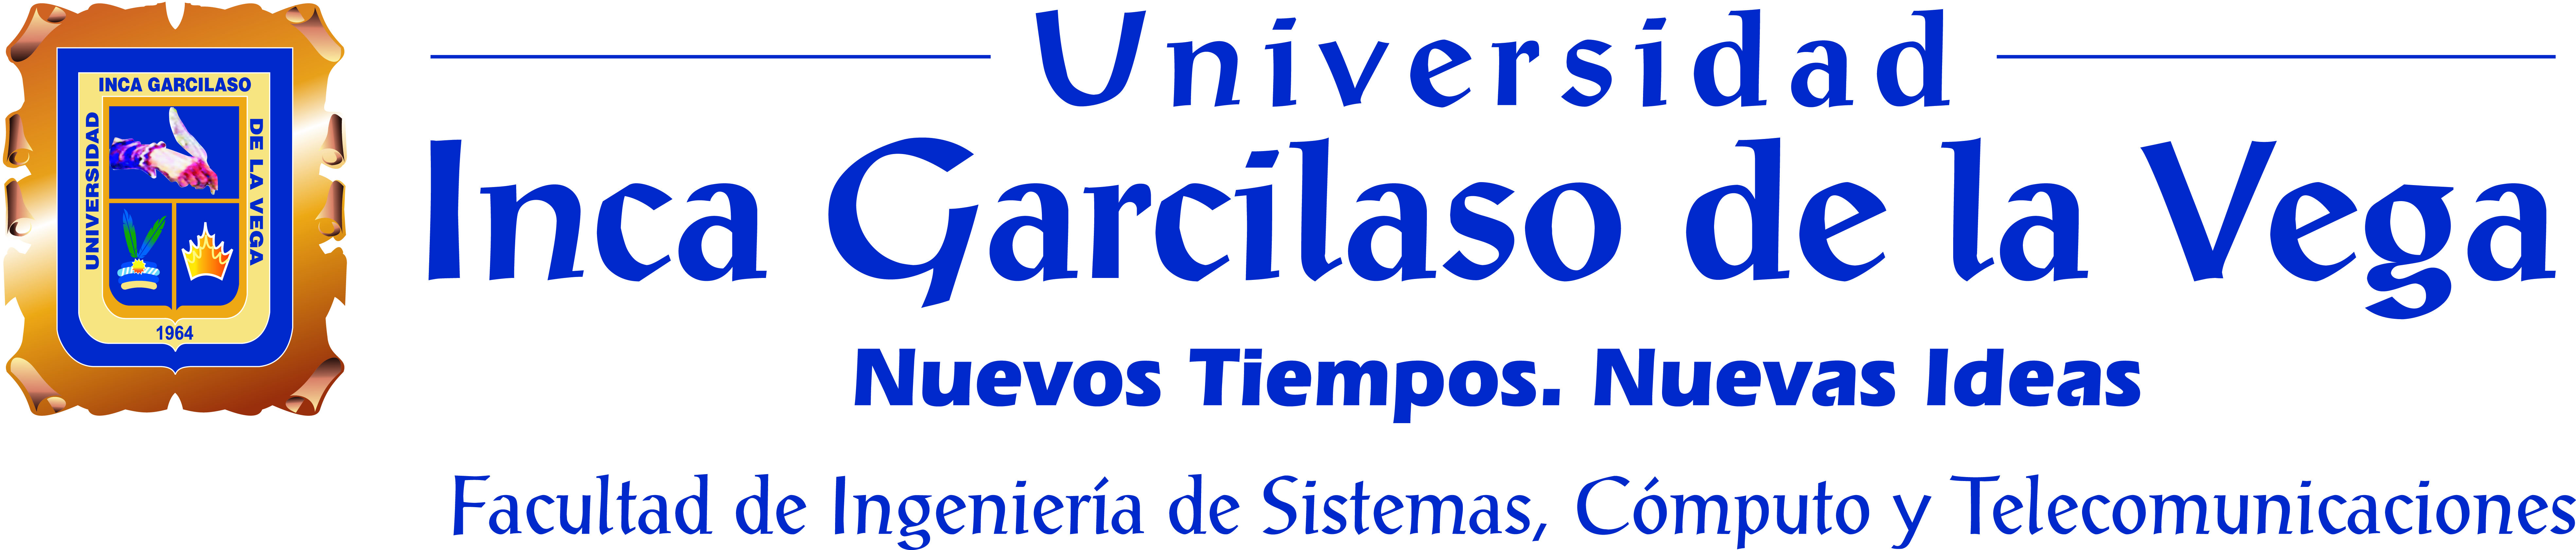 INCA GARCILASO
UNIVERSIDAD
DE LA VEGA
1964
Universidad
Inca Garcilaso de la Vega
Nuevos Tiempos. Nuevas Ideas
Facultad de Ingeniería de Sistemas, Cómputo y Telecomunicaciones